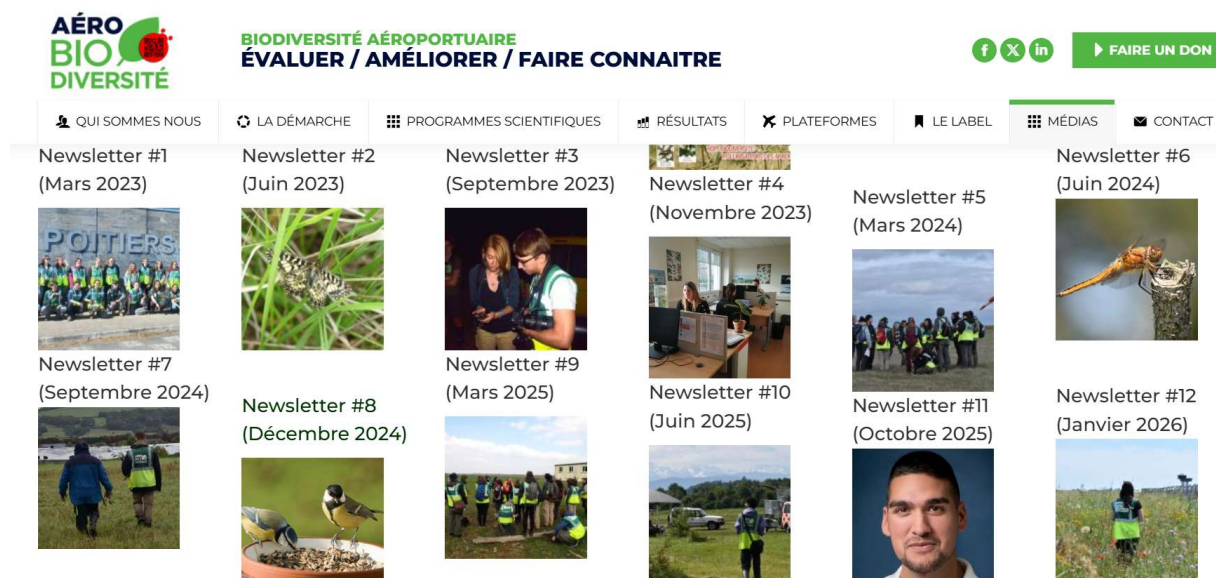 AÉRO
BIO
DIVERSITÉ
BIODIVERSITÉ AÉROPORTUAIRE
ÉVALUER / AMÉLIORER / FAIRE CONNAITRE
FAIRE UN DON
QUI SOMMES NOUS
LA DÉMARCHE
PROGRAMMES SCIENTIFIQUES
RÉSULTATS
PLATEFORMES
LE LABEL
MÉDIAS
CONTACT
Newsletter #1
(Mars 2023)
Newsletter #2
(Juin 2023)
Newsletter #3
(Septembre 2023)
Newsletter #4
(Novembre 2023)
Newsletter #5
(Mars 2024)
Newsletter #6
(Juin 2024)
POITIERS
Newsletter #7
(Septembre 2024)
Newsletter #8
(Décembre 2024)
Newsletter #9
(Mars 2025)
Newsletter #10
(Juin 2025)
Newsletter #11
(Octobre 2025)
Newsletter #12
(Janvier 2026)